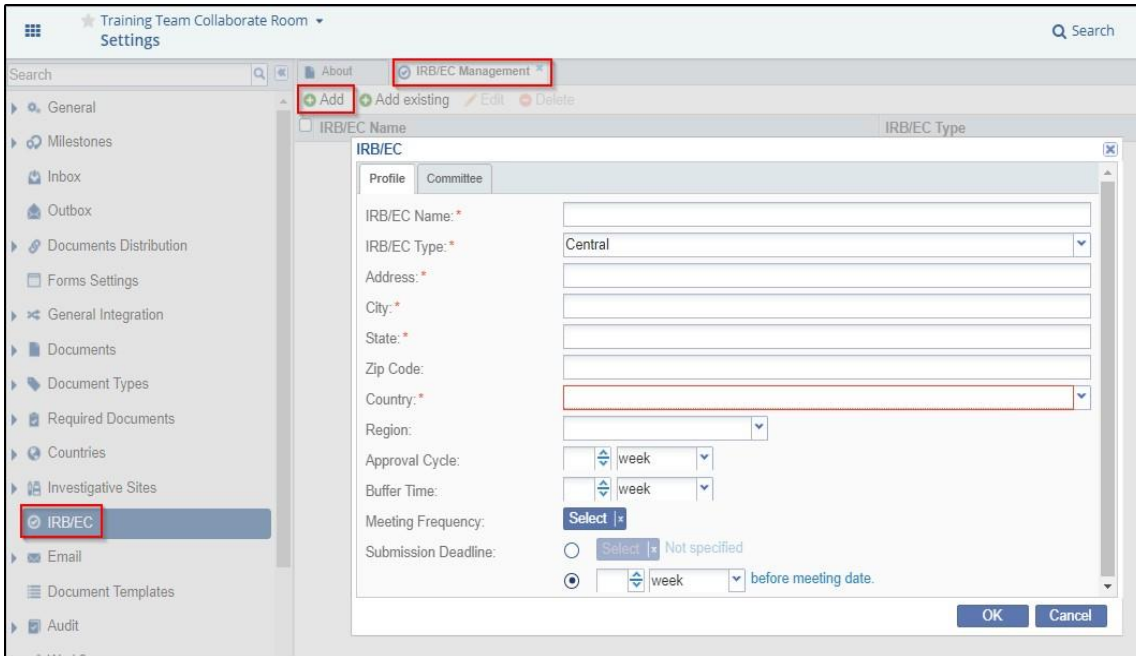 Training Team Collaborate Room
Settings
Search
Search
About
IRB/EC Management
Add
Add existing
Edit
Delete
IRB/EC Name
IRB/EC Type
General
Milestones
Inbox
Outbox
Documents Distribution
Forms Settings
General Integration
Documents
Document Types
Required Documents
Countries
Investigative Sites
IRB/EC
Email
Document Templates
Audit
IRB/EC
Profile
Committee
IRB/EC Name:*
IRB/EC Type:*
Central
Address:*
City:*
State:*
Zip Code:
Country:*
Region:
Approval Cycle:
week
Buffer Time:
week
Meeting Frequency:
Select
Submission Deadline:
Select
Not specified
week
before meeting date.
OK
Cancel